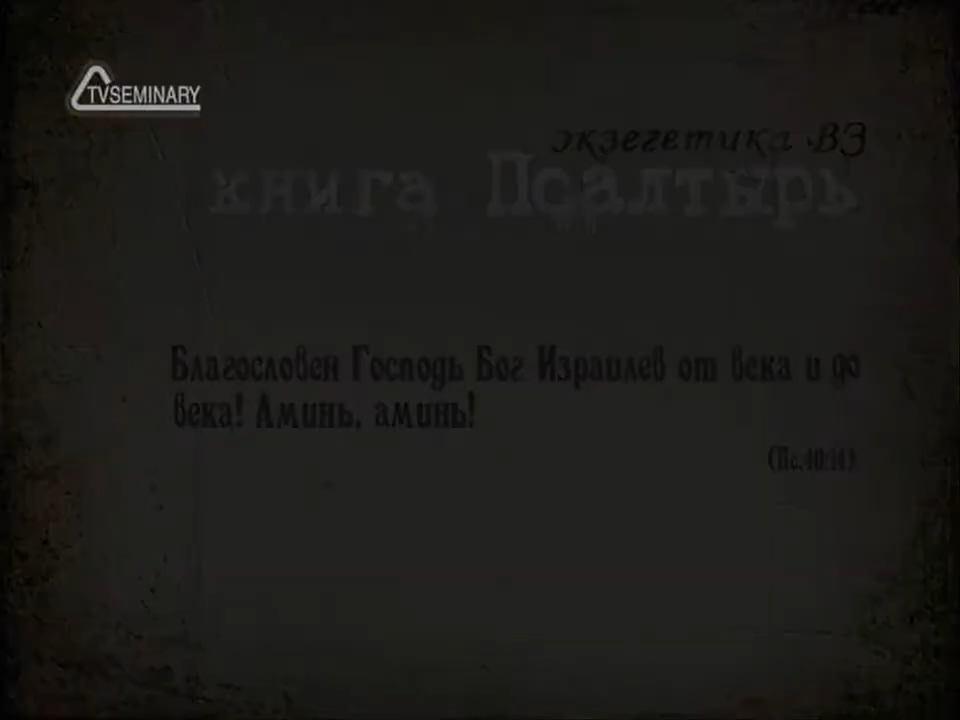 TVSEMINARY
экзегетика ВЗ
книга Псалтырь
Благословен Господь Бог Израилев от века и до
века! Аминь, аминь!
(Пс.40:14)